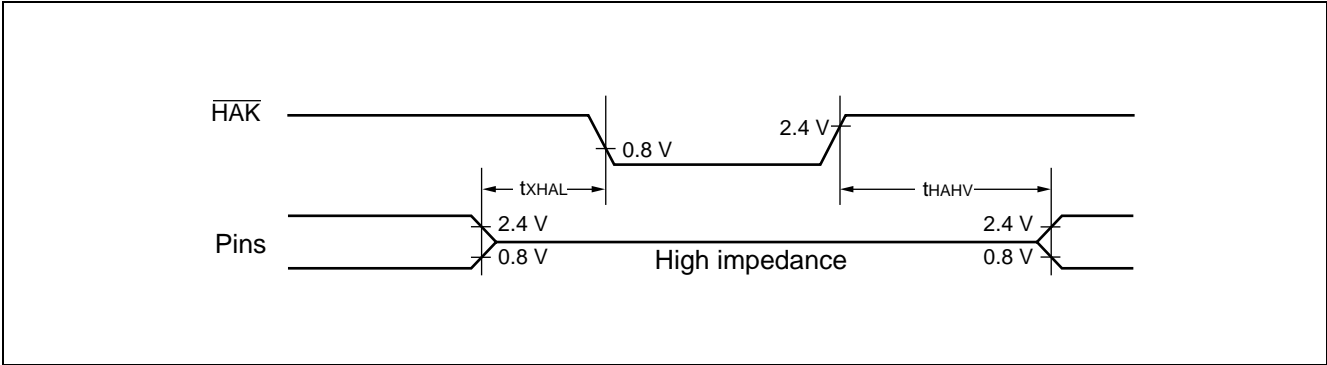 HAK
2.4 V
0.8 V
tXHAL
tHAHV
2.4 V
2.4 V
Pins
0.8 V
High impedance
0.8 V